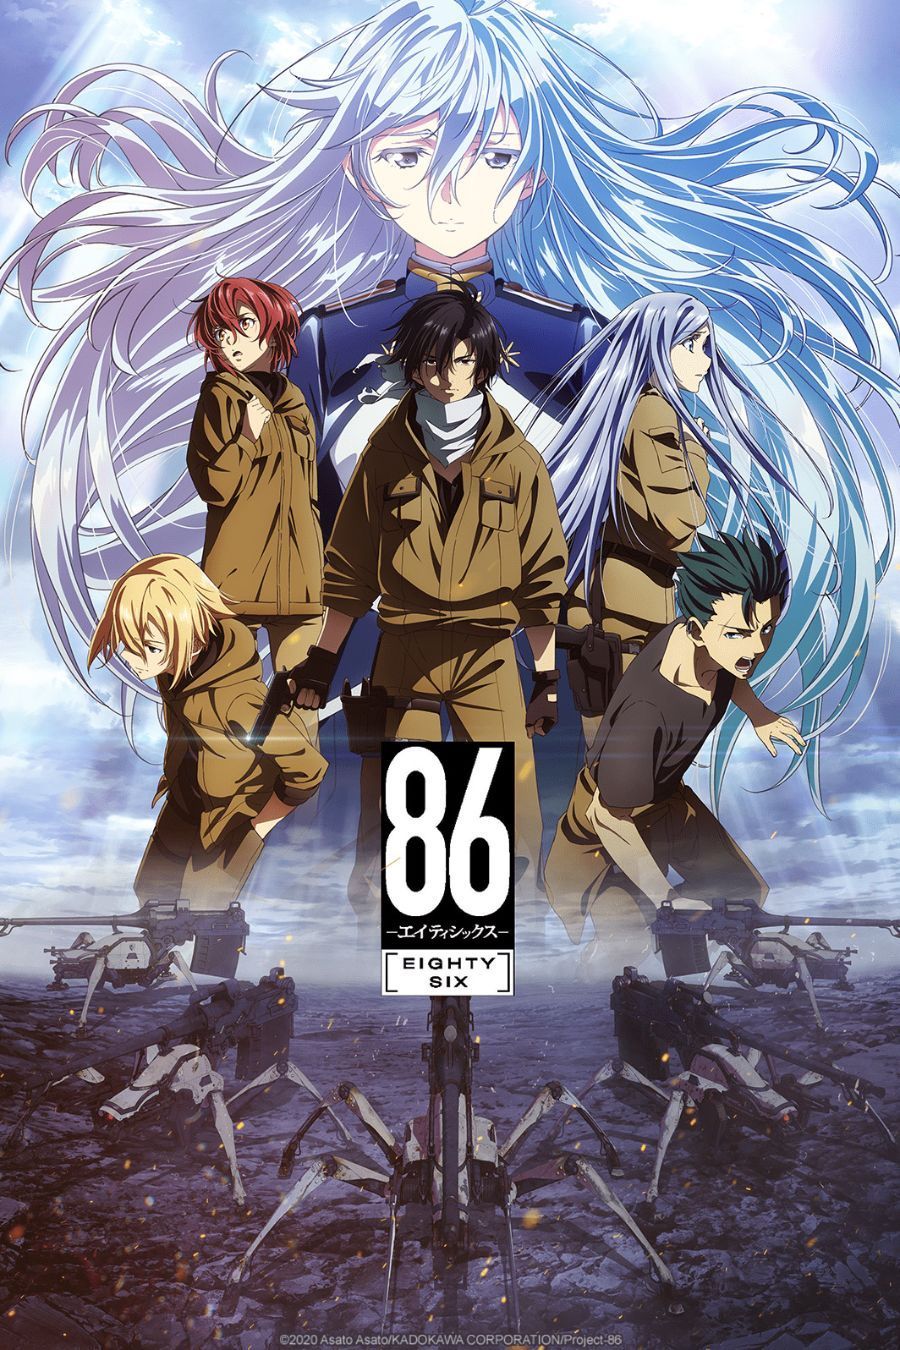 86
–エイティシックス–
EIGHTY
SIX
©2020 Asato Asato/KADOKAWA CORPORATION/Project-86